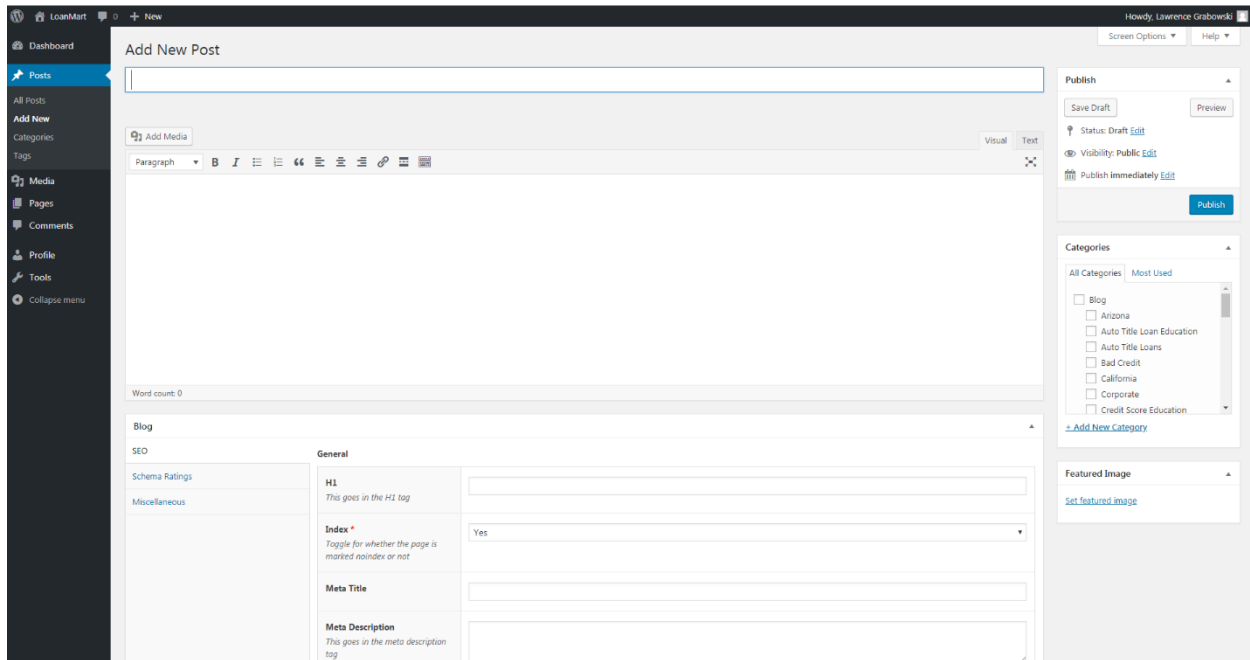 LoanMart 0 + New Howdy, Lawrence Grabowski
Screen Options Help
Dashboard
Posts
All Posts
Add New
Categories
Tags
Media
Pages
Comments
Profile
Tools
Collapse menu
Add New Post
Add Media
Visual Text
Paragraph B I
Word count: 0
Blog
SEO
Schema Ratings
Miscellaneous
General
H1
This goes in the H1 tag
Index *
Toggle for whether the page is
marked noindex or not
Yes
Meta Title
Meta Description
This goes in the meta description
tag
Publish
Save Draft Preview
Status: Draft Edit
Visibility: Public Edit
Publish immediately Edit
Publish
Categories
All Categories Most Used
Blog
Arizona
Auto Title Loan Education
Auto Title Loans
Bad Credit
California
Corporate
Credit Score Education
+ Add New Category
Featured Image
Set featured image